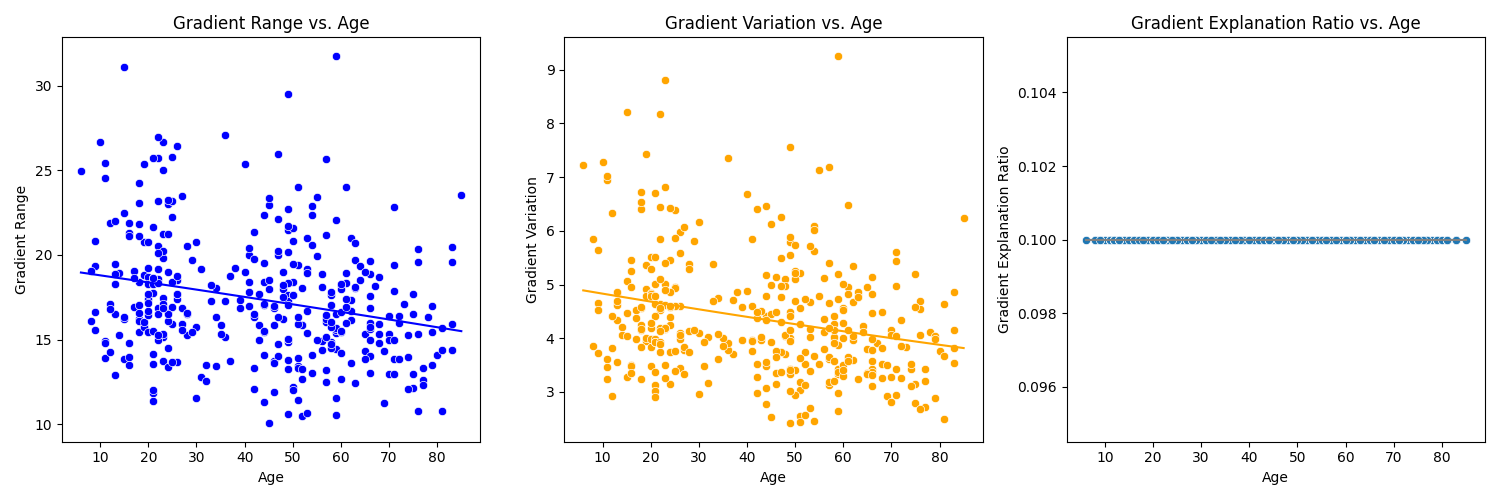 Gradient Range vs. Age
Gradient Range
30
25
20
15
10
10 20 30 40 50 60 70 80
Age
Gradient Variation vs. Age
Gradient Variation
9
8
7
6
5
4
3
10 20 30 40 50 60 70 80
Age
Gradient Explanation Ratio vs. Age
Gradient Explanation Ratio
0.104
0.102
0.100
0.098
0.096
10 20 30 40 50 60 70 80
Age